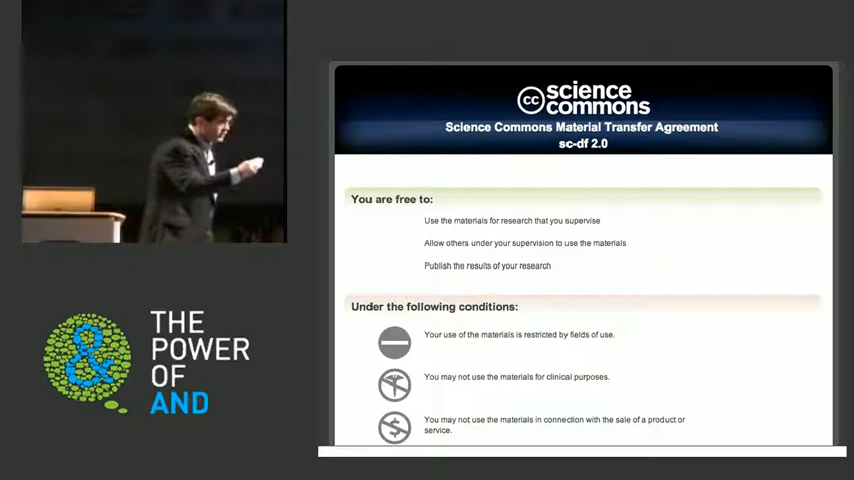 cc science
commons
Science Commons Material Transfer Agreement
sc-df 2.0
You are free to:
Use the materials for research that you supervise
Allow others under your supervision to use the materials
Publish the results of your research
Under the following conditions:
Your use of the materials is restricted by fields of use.
You may not use the materials for clinical purposes.
$
You may not use the materials in connection with the sale of a product or
service.
&
THE
POWER
OF
AND